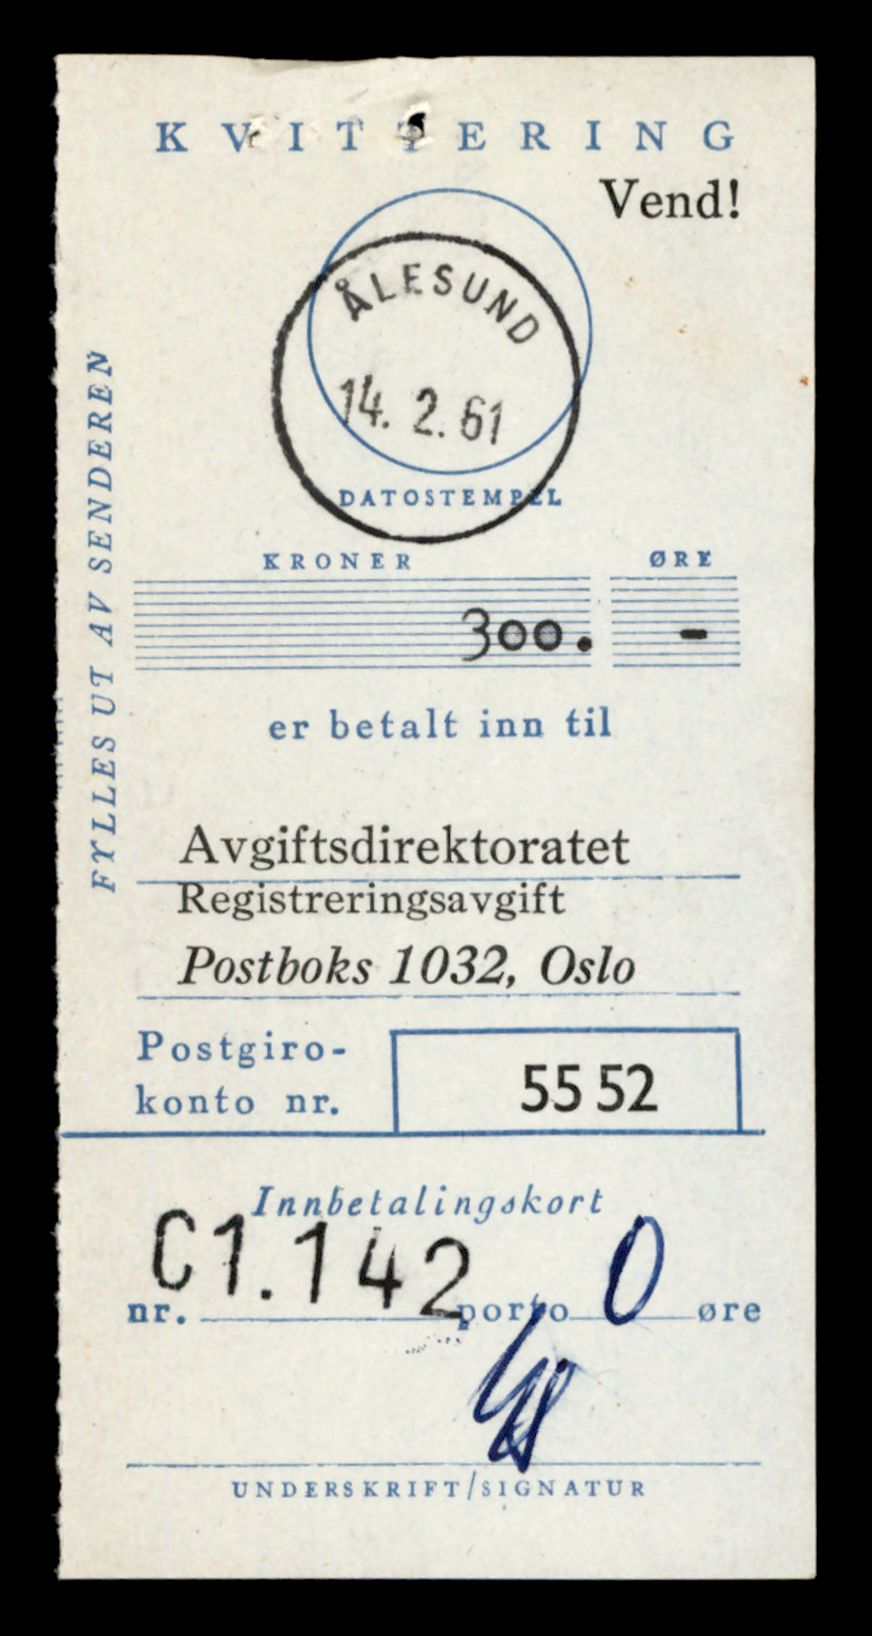 KVITTERING
Vend!
ÅLESUND
14. 2. 61
DATOSTEMPEL
FYLLES UT AV SENDEREN
KRONER ØRE
300. -
er betalt inn til
Avgiftsdirektoratet
Registreringsavgift
Postboks 1032, Oslo
Postgiro-
konto nr.
55 52
Innbetalingskort
nr. C1.142 porto 0 øre
UNDERSKRIFT/SIGNATUR